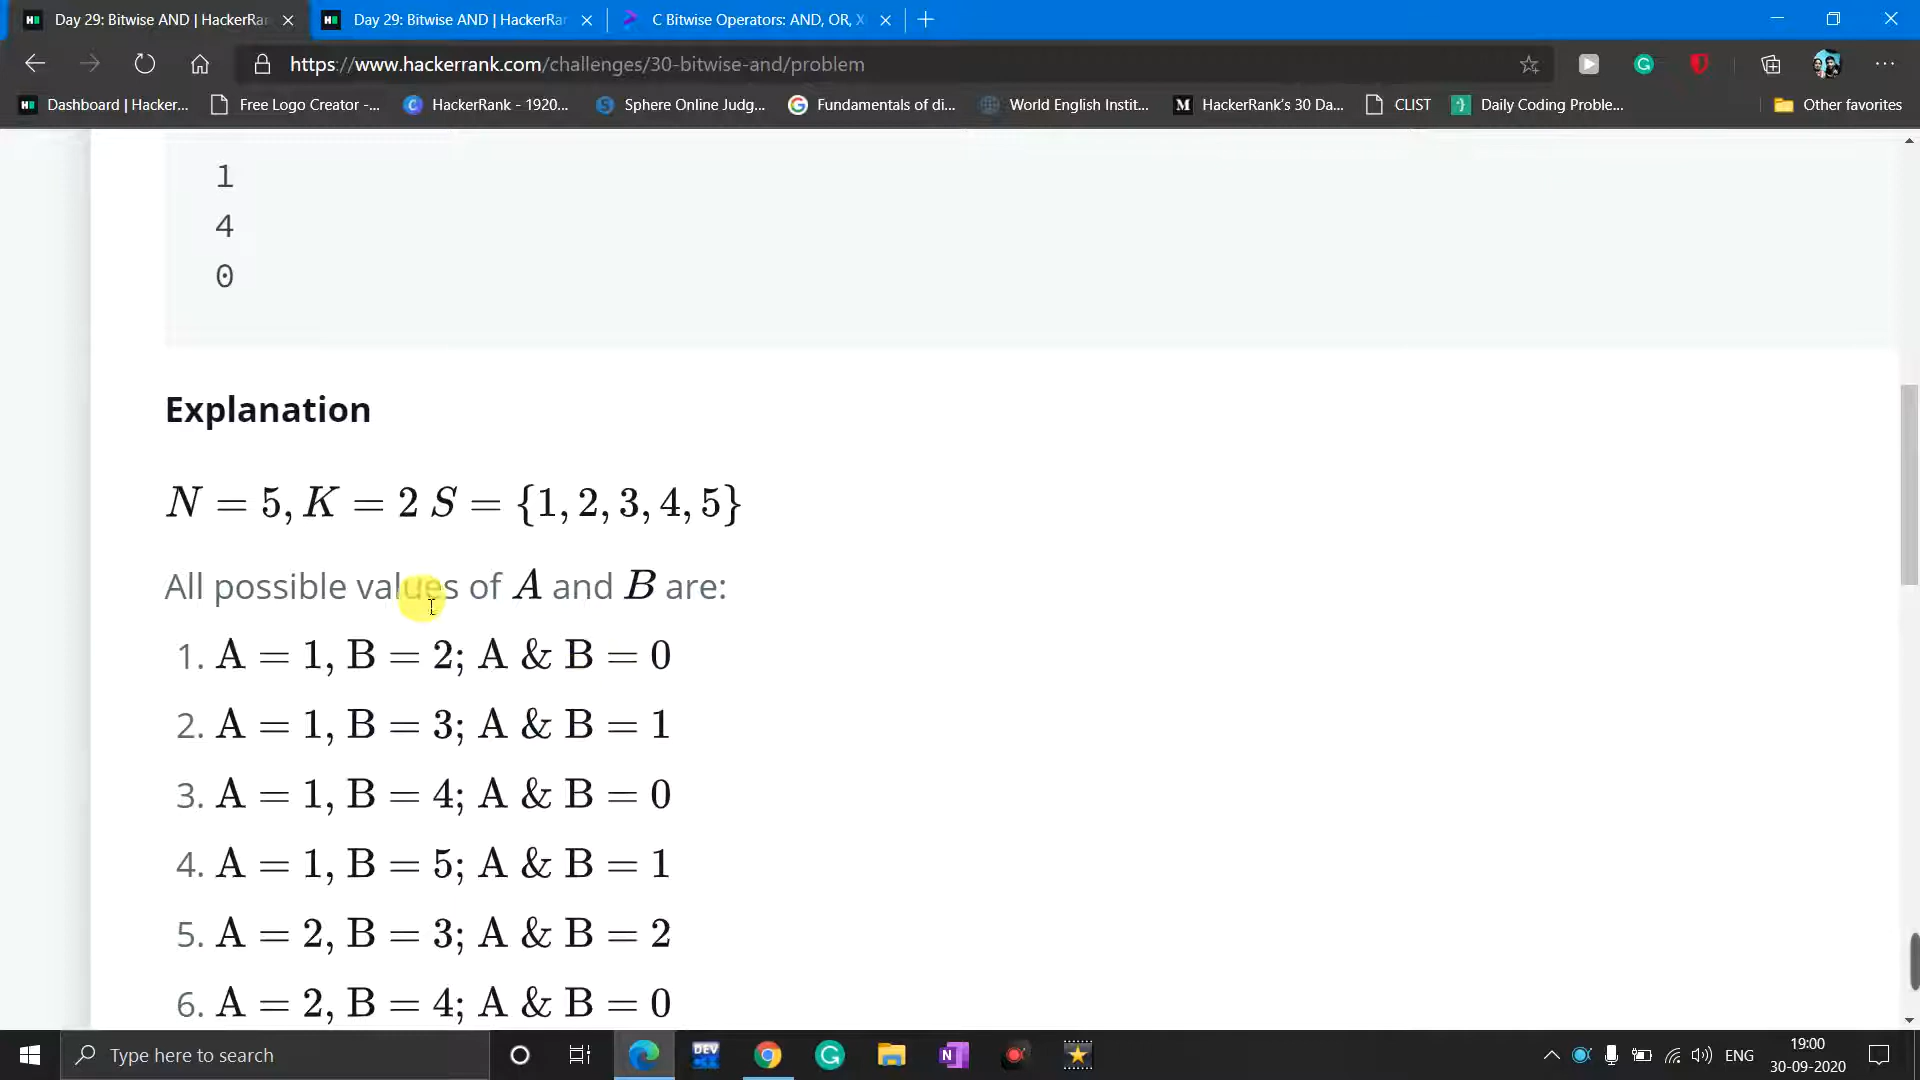 Day 29: Bitwise AND | HackerRa
Day 29: Bitwise AND | HackerRa
C Bitwise Operators: AND, OR, X
https://www.hackerrank.com/challenges/30-bitwise-and/problem
Dashboard | Hacker...
Free Logo Creator -...
HackerRank - 1920...
Sphere Online Judg...
Fundamentals of di...
World English Instit...
HackerRank's 30 Da...
CLIST
Daily Coding Proble...
Other favorites
1
4
0
Explanation
N = 5, K = 2 S = {1, 2, 3, 4, 5}
All possible values of A and B are:
1. A = 1, B = 2; A & B = 0
2. A = 1, B = 3; A & B = 1
3. A = 1, B = 4; A & B = 0
4. A = 1, B = 5; A & B = 1
5. A = 2, B = 3; A & B = 2
6. A = 2, B = 4; A & B = 0
Type here to search
DEV
N
ENG
19:00
30-09-2020